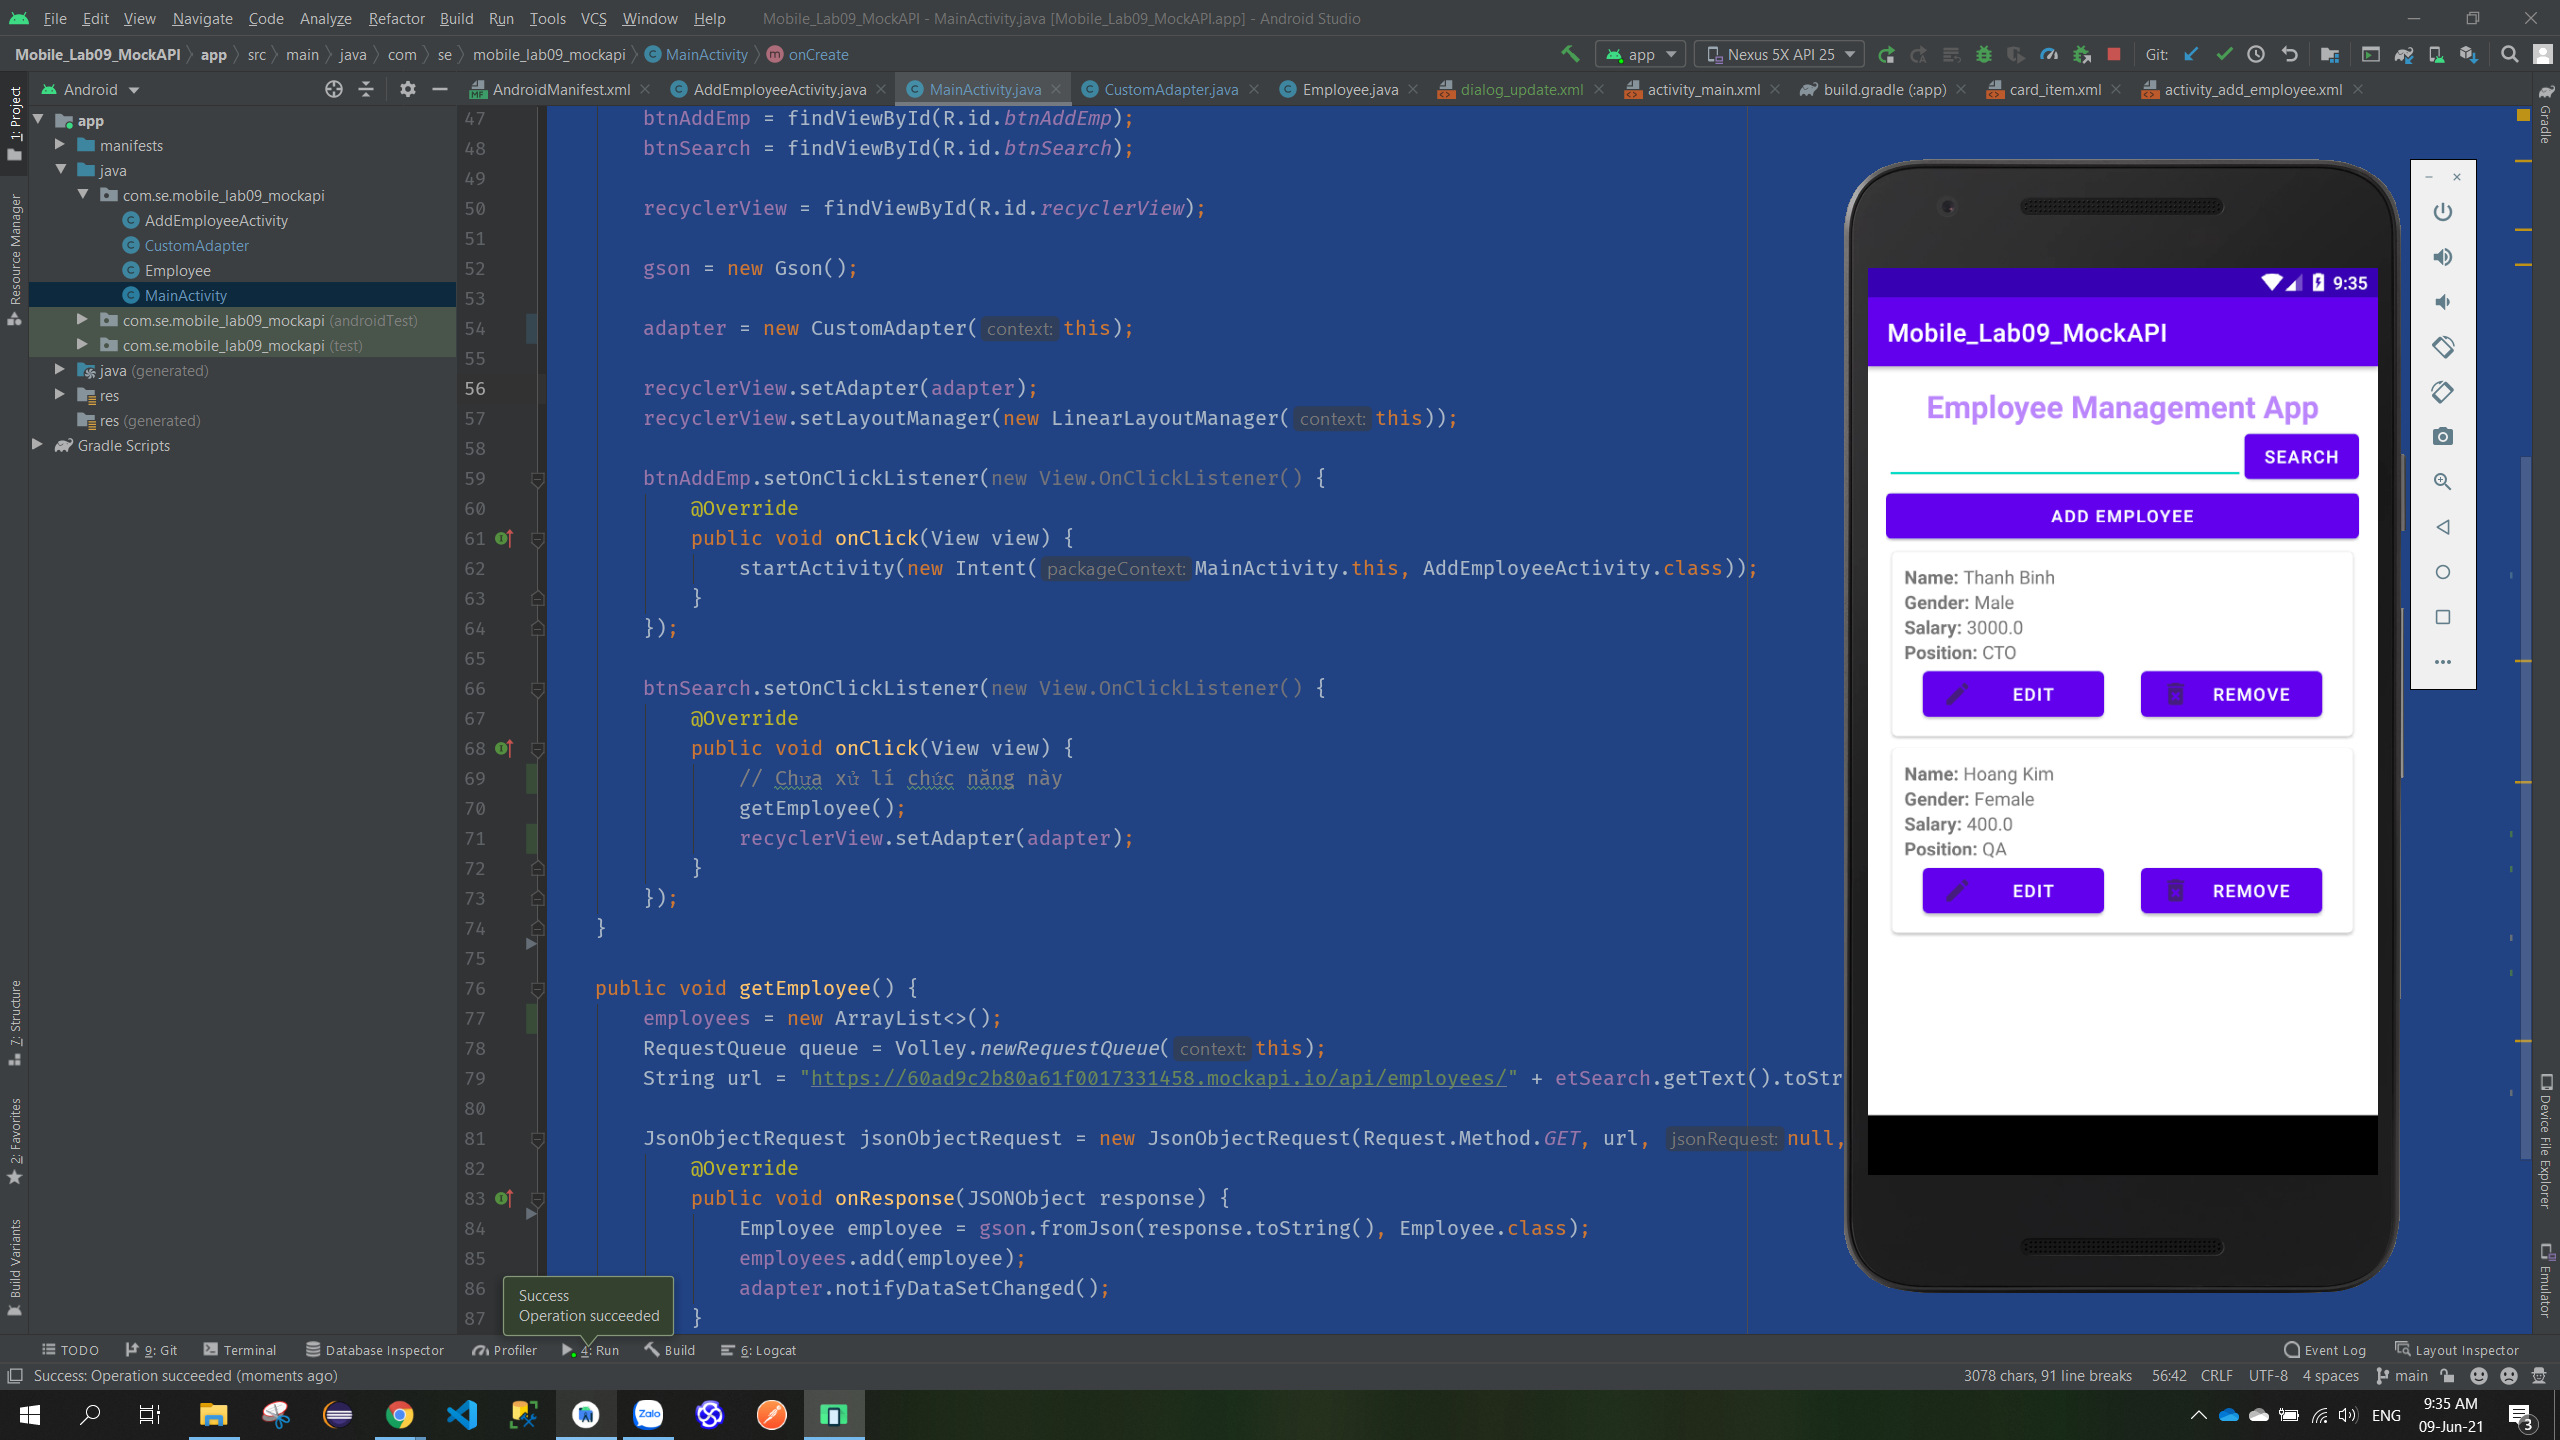 File Edit View Navigate Code Analyze Refactor Build Run Tools VCS Window Help Mobile_Lab09_MockAPI - MainActivity.java [Mobile_Lab09_MockAPI.app] - Android Studio
Mobile_Lab09_MockAPI app src main java com se mobile_lab09_mockapi MainActivity onCreate app Nexus 5X API 25 Git:
Android AndroidManifest.xml AddEmployeeActivity.java MainActivity.java CustomAdapter.java Employee.java dialog_update.xml activity_main.xml build.gradle (:app) card_item.xml activity_add_employee.xml
1: Project
Resource Manager
7: Structure
2: Favorites
Build Variants
app
manifests
java
com.se.mobile_lab09_mockapi
AddEmployeeActivity
CustomAdapter
Employee
MainActivity
com.se.mobile_lab09_mockapi (androidTest)
com.se.mobile_lab09_mockapi (test)
java (generated)
res
res (generated)
Gradle Scripts
47 btnAddEmp = findViewById(R.id.btnAddEmp);
48 btnSearch = findViewById(R.id.btnSearch);
49
50 recyclerView = findViewById(R.id.recyclerView);
51
52 gson = new Gson();
53
54 adapter = new CustomAdapter( context: this);
55
56 recyclerView.setAdapter(adapter);
57 recyclerView.setLayoutManager(new LinearLayoutManager( context: this));
58
59 btnAddEmp.setOnClickListener(new View.OnClickListener() {
60 @Override
61 public void onClick(View view) {
62 startActivity(new Intent( packageContext: MainActivity.this, AddEmployeeActivity.class));
63 }
64 });
65
66 btnSearch.setOnClickListener(new View.OnClickListener() {
67 @Override
68 public void onClick(View view) {
69 // Chưa xử lí chức năng này
70 getEmployee();
71 recyclerView.setAdapter(adapter);
72 }
73 });
74 }
75
76 public void getEmployee() {
77 employees = new ArrayList<>();
78 RequestQueue queue = Volley.newRequestQueue( context: this);
79 String url = "https://60ad9c2b80a61f0017331458.mockapi.io/api/employees/" + etSearch.getText().toStr
80
81 JsonObjectRequest jsonObjectRequest = new JsonObjectRequest(Request.Method.GET, url, jsonRequest: null,
82 @Override
83 public void onResponse(JSONObject response) {
84 Employee employee = gson.fromJson(response.toString(), Employee.class);
85 employees.add(employee);
86 adapter.notifyDataSetChanged();
87 }
9:35
Mobile_Lab09_MockAPI
Employee Management App
SEARCH
ADD EMPLOYEE
Name: Thanh Binh
Gender: Male
Salary: 3000.0
Position: CTO
EDIT REMOVE
Name: Hoang Kim
Gender: Female
Salary: 400.0
Position: QA
EDIT REMOVE
Gradle
Device File Explorer
Emulator
Success
Operation succeeded
TODO 9: Git Terminal Database Inspector Profiler 4: Run Build 6: Logcat Event Log Layout Inspector
Success: Operation succeeded (moments ago) 3078 chars, 91 line breaks 56:42 CRLF UTF-8 4 spaces main
Zalo ENG 9:35 AM
09-Jun-21 3